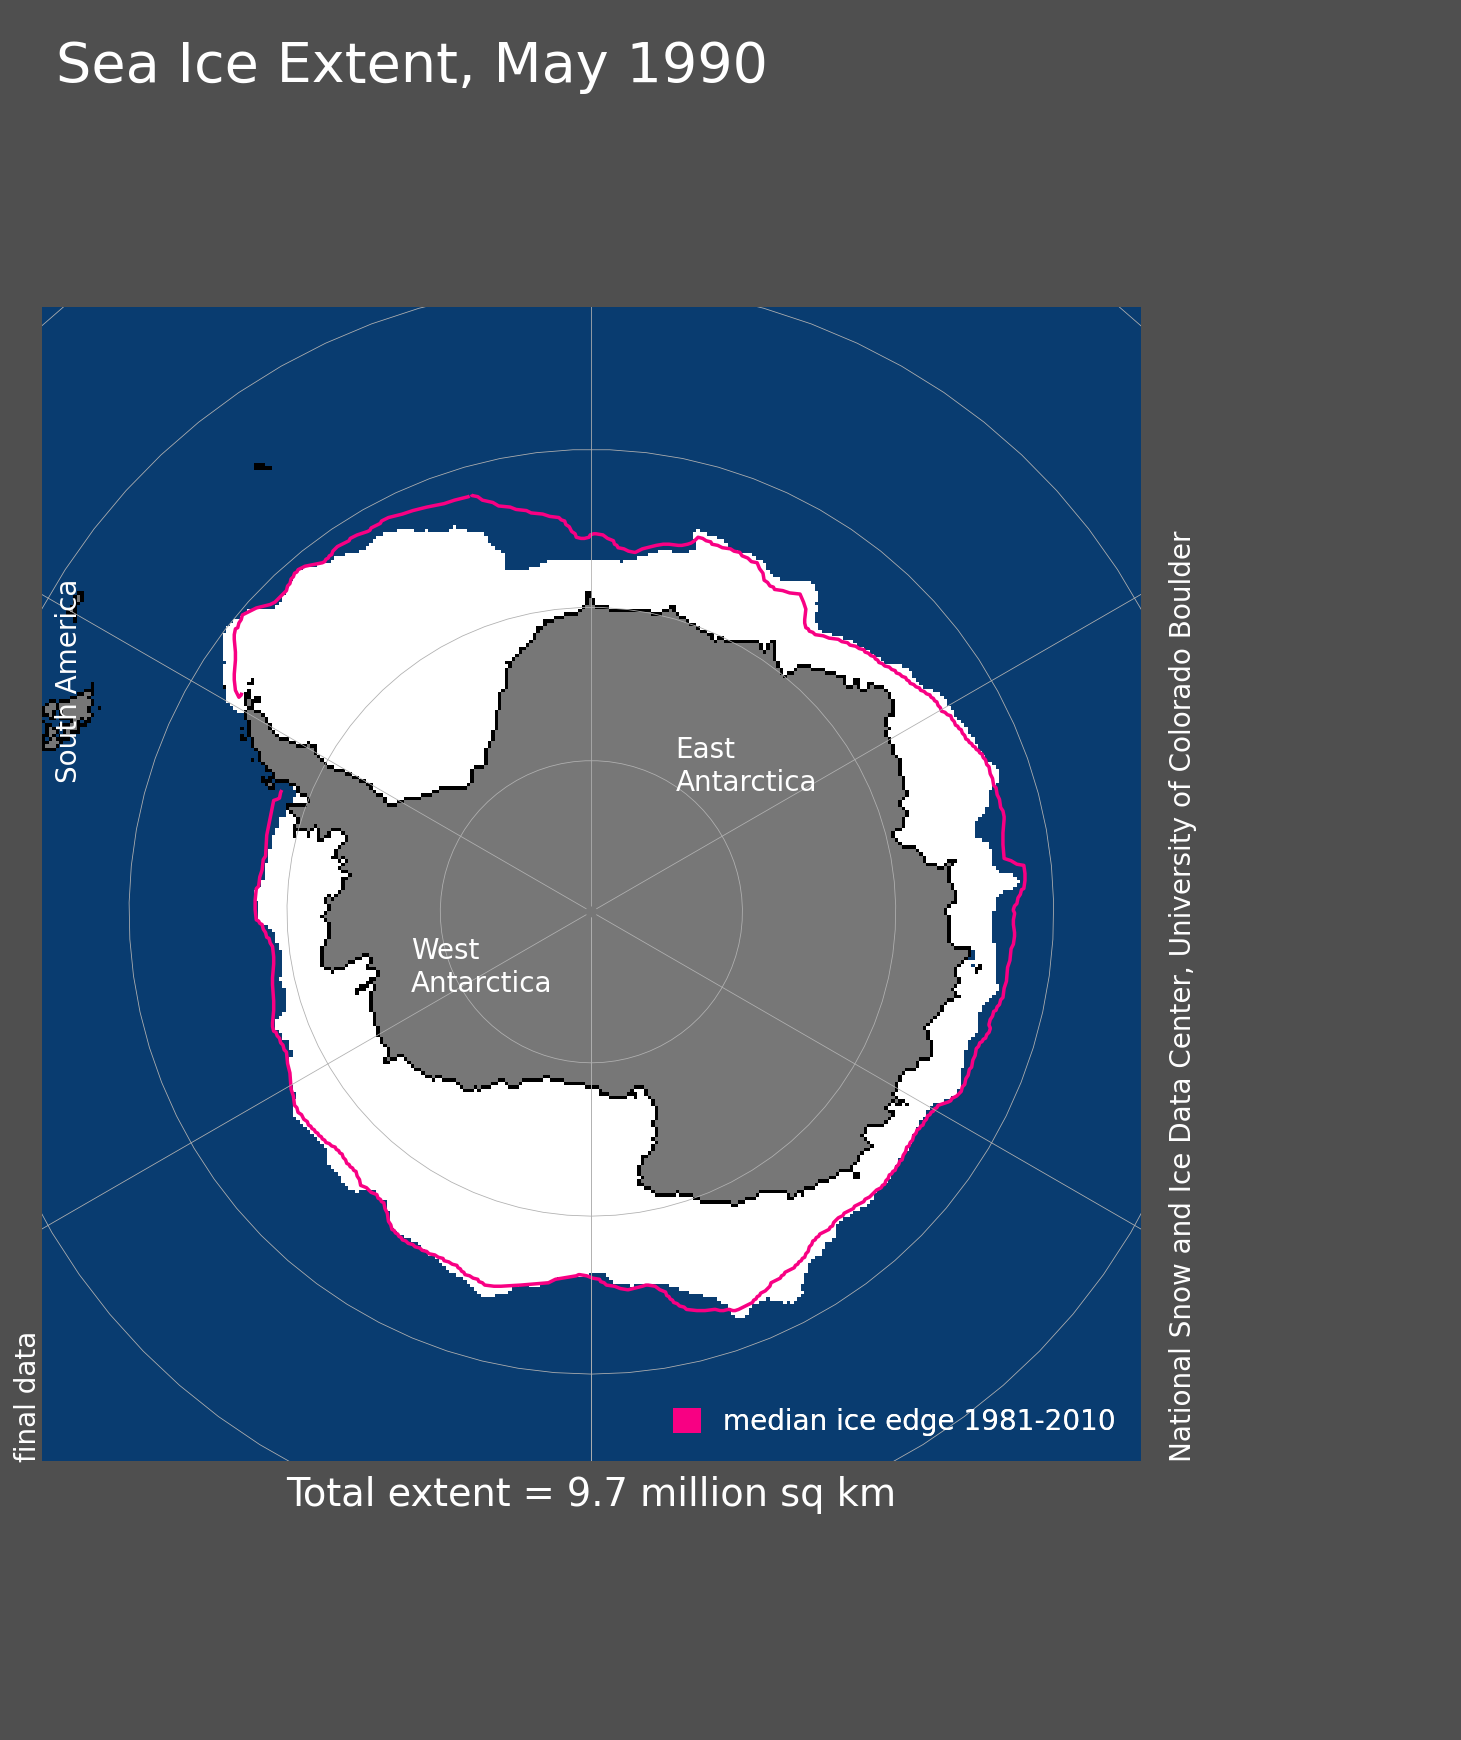 Sea Ice Extent, May 1990
South America
East
Antarctica
West
Antarctica
final data
National Snow and Ice Data Center, University of Colorado Boulder
median ice edge 1981-2010
Total extent = 9.7 million sq km